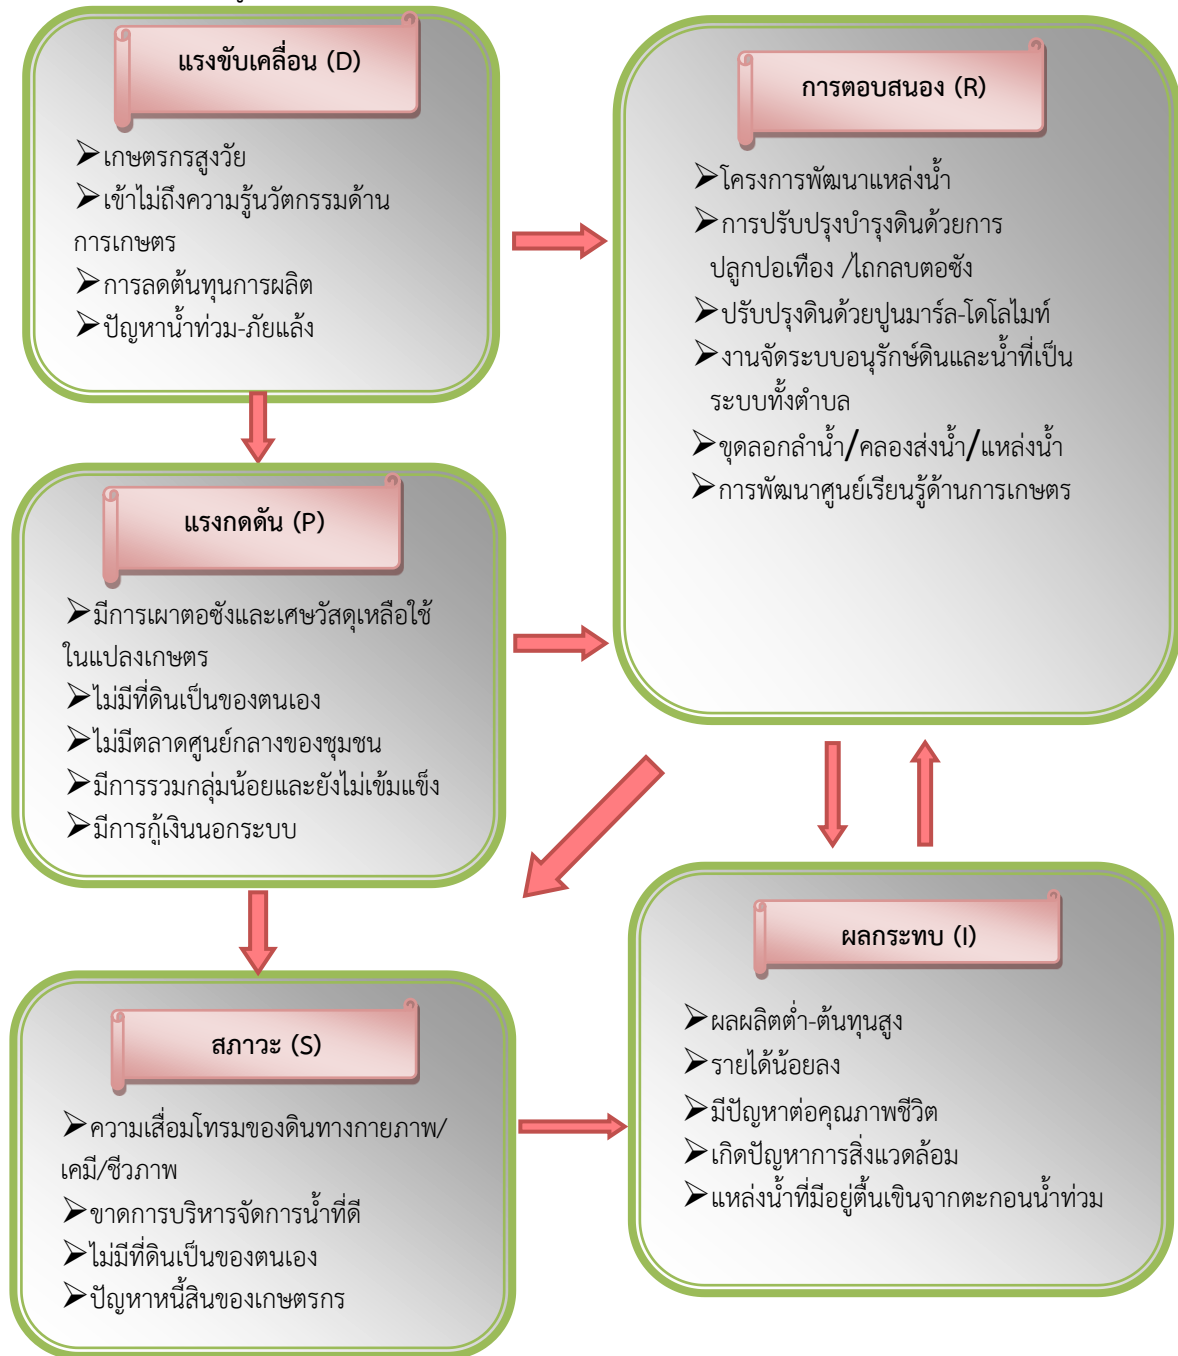 แรงขับเคลื่อน (D)
➢เกษตรกรสูงวัย
➢เข้าไม่ถึงความรู้นวัตกรรมด้าน
การเกษตร
➢การลดต้นทุนการผลิต
➢ปัญหาน้ำท่วม-ภัยแล้ง
การตอบสนอง (R)
➢โครงการพัฒนาแหล่งน้ำ
➢การปรับปรุงบำรุงดินด้วยการ
ปลูกปอเทือง /ไถกลบตอซัง
➢ปรับปรุงดินด้วยปูนมาร์ล-โดโลไมท์
➢งานจัดระบบอนุรักษ์ดินและน้ำที่เป็น
ระบบทั้งตำบล
➢ขุดลอกลำน้ำ/คลองส่งน้ำ/แหล่งน้ำ
➢การพัฒนาศูนย์เรียนรู้ด้านการเกษตร
แรงกดดัน (P)
➢มีการเผาตอซังและเศษวัสดุเหลือใช้
ในแปลงเกษตร
➢ไม่มีที่ดินเป็นของตนเอง
➢ไม่มีตลาดศูนย์กลางของชุมชน
➢มีการรวมกลุ่มน้อยและยังไม่เข้มแข็ง
➢มีการกู้เงินนอกระบบ
สภาวะ (S)
➢ความเสื่อมโทรมของดินทางกายภาพ/
เคมี/ชีวภาพ
➢ขาดการบริหารจัดการน้ำที่ดี
➢ไม่มีที่ดินเป็นของตนเอง
➢ปัญหาหนี้สินของเกษตรกร
ผลกระทบ (I)
➢ผลผลิตต่ำ-ต้นทุนสูง
➢รายได้น้อยลง
➢มีปัญหาต่อคุณภาพชีวิต
➢เกิดปัญหาการสิ่งแวดล้อม
➢แหล่งน้ำที่มีอยู่ตื้นเขินจากตะกอนน้ำท่วม